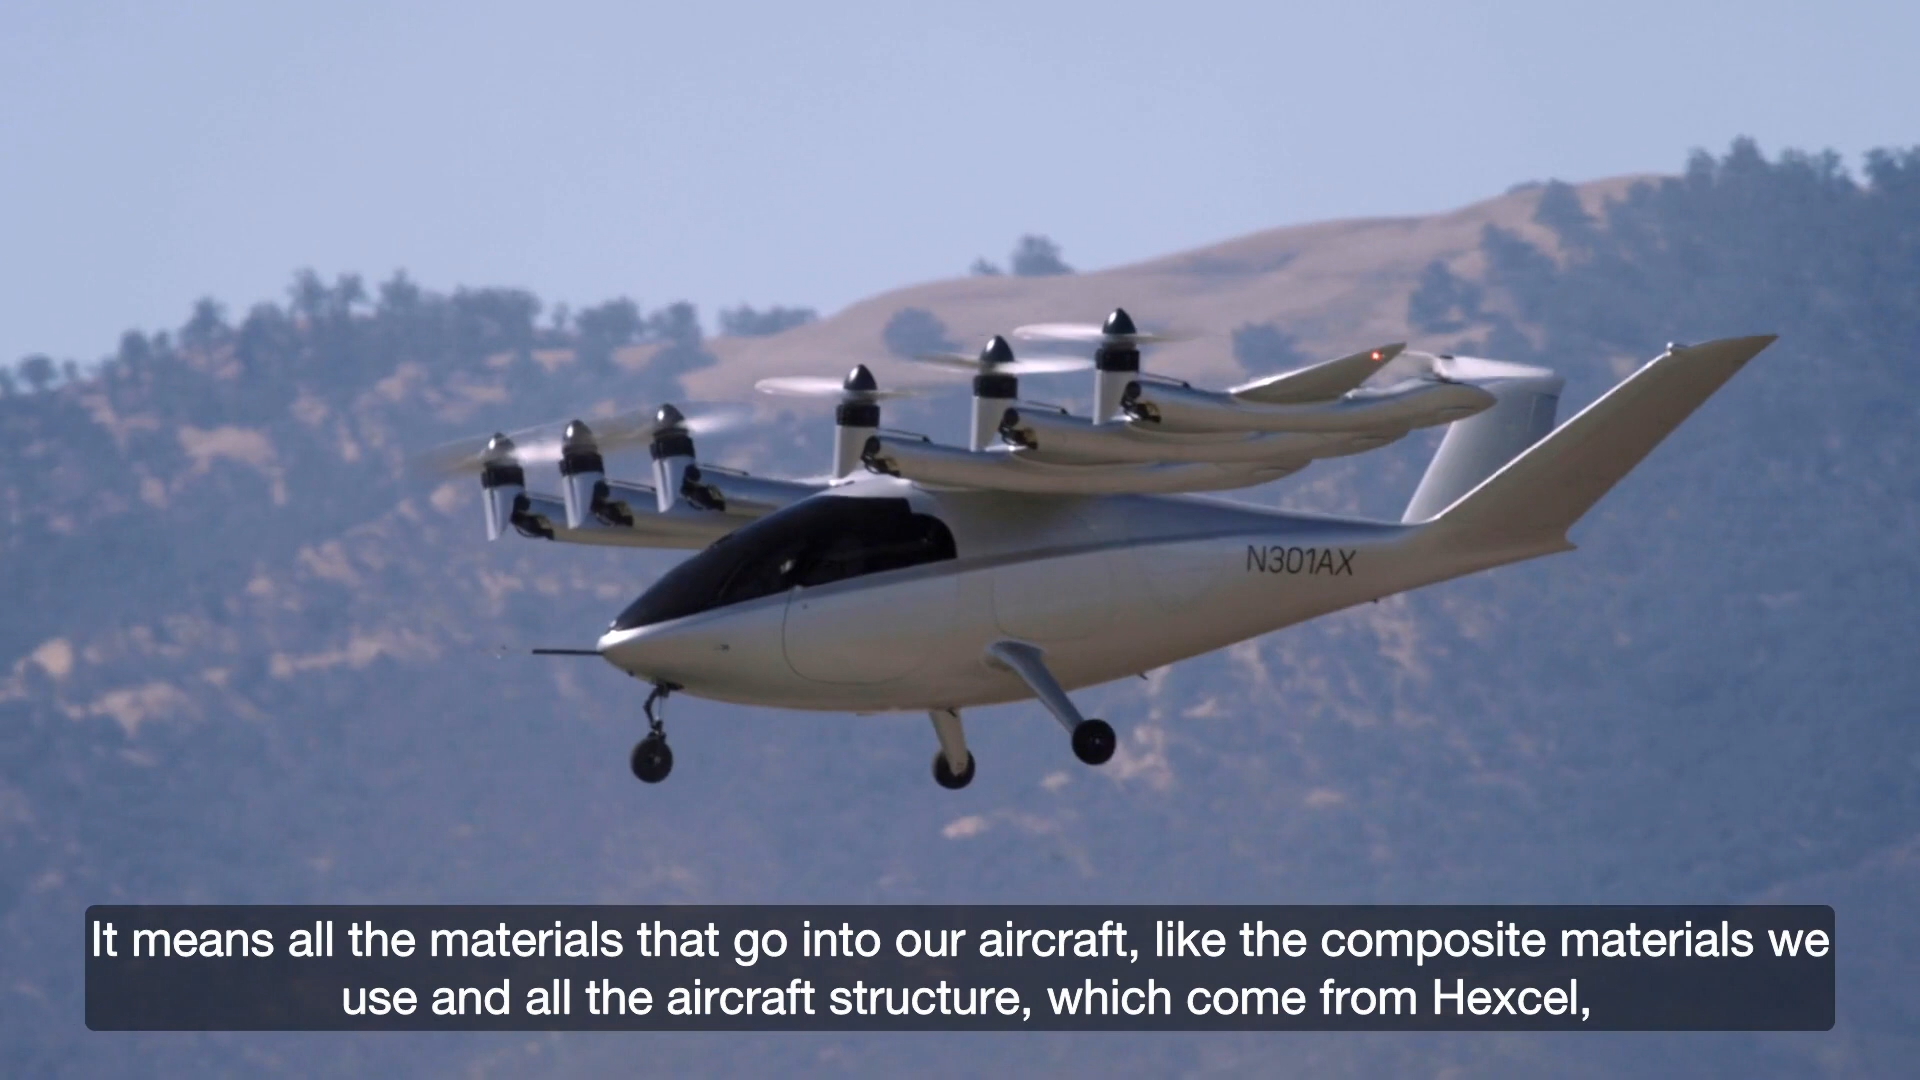 N301AX
It means all the materials that go into our aircraft, like the composite materials we
use and all the aircraft structure, which come from Hexcel,